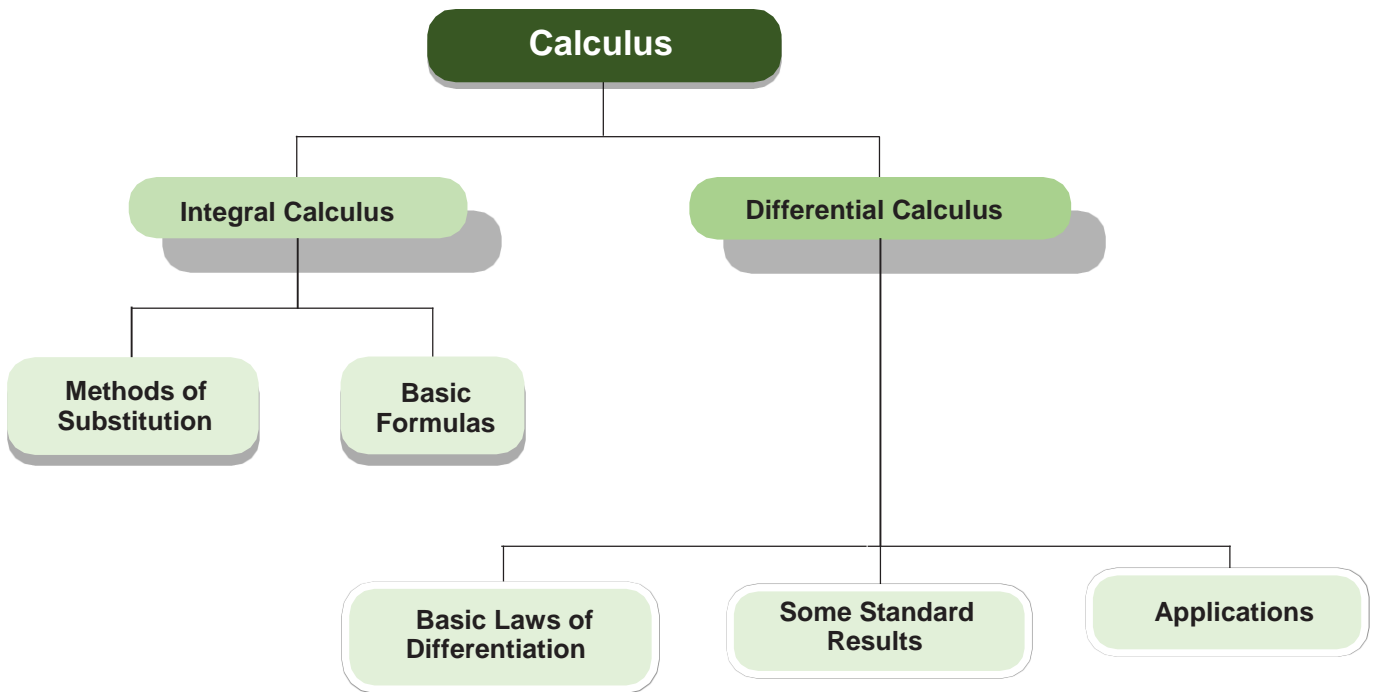 Calculus
Integral Calculus
Differential Calculus
Methods of
Substitution
Basic
Formulas
Basic Laws of
Differentiation
Some Standard
Results
Applications